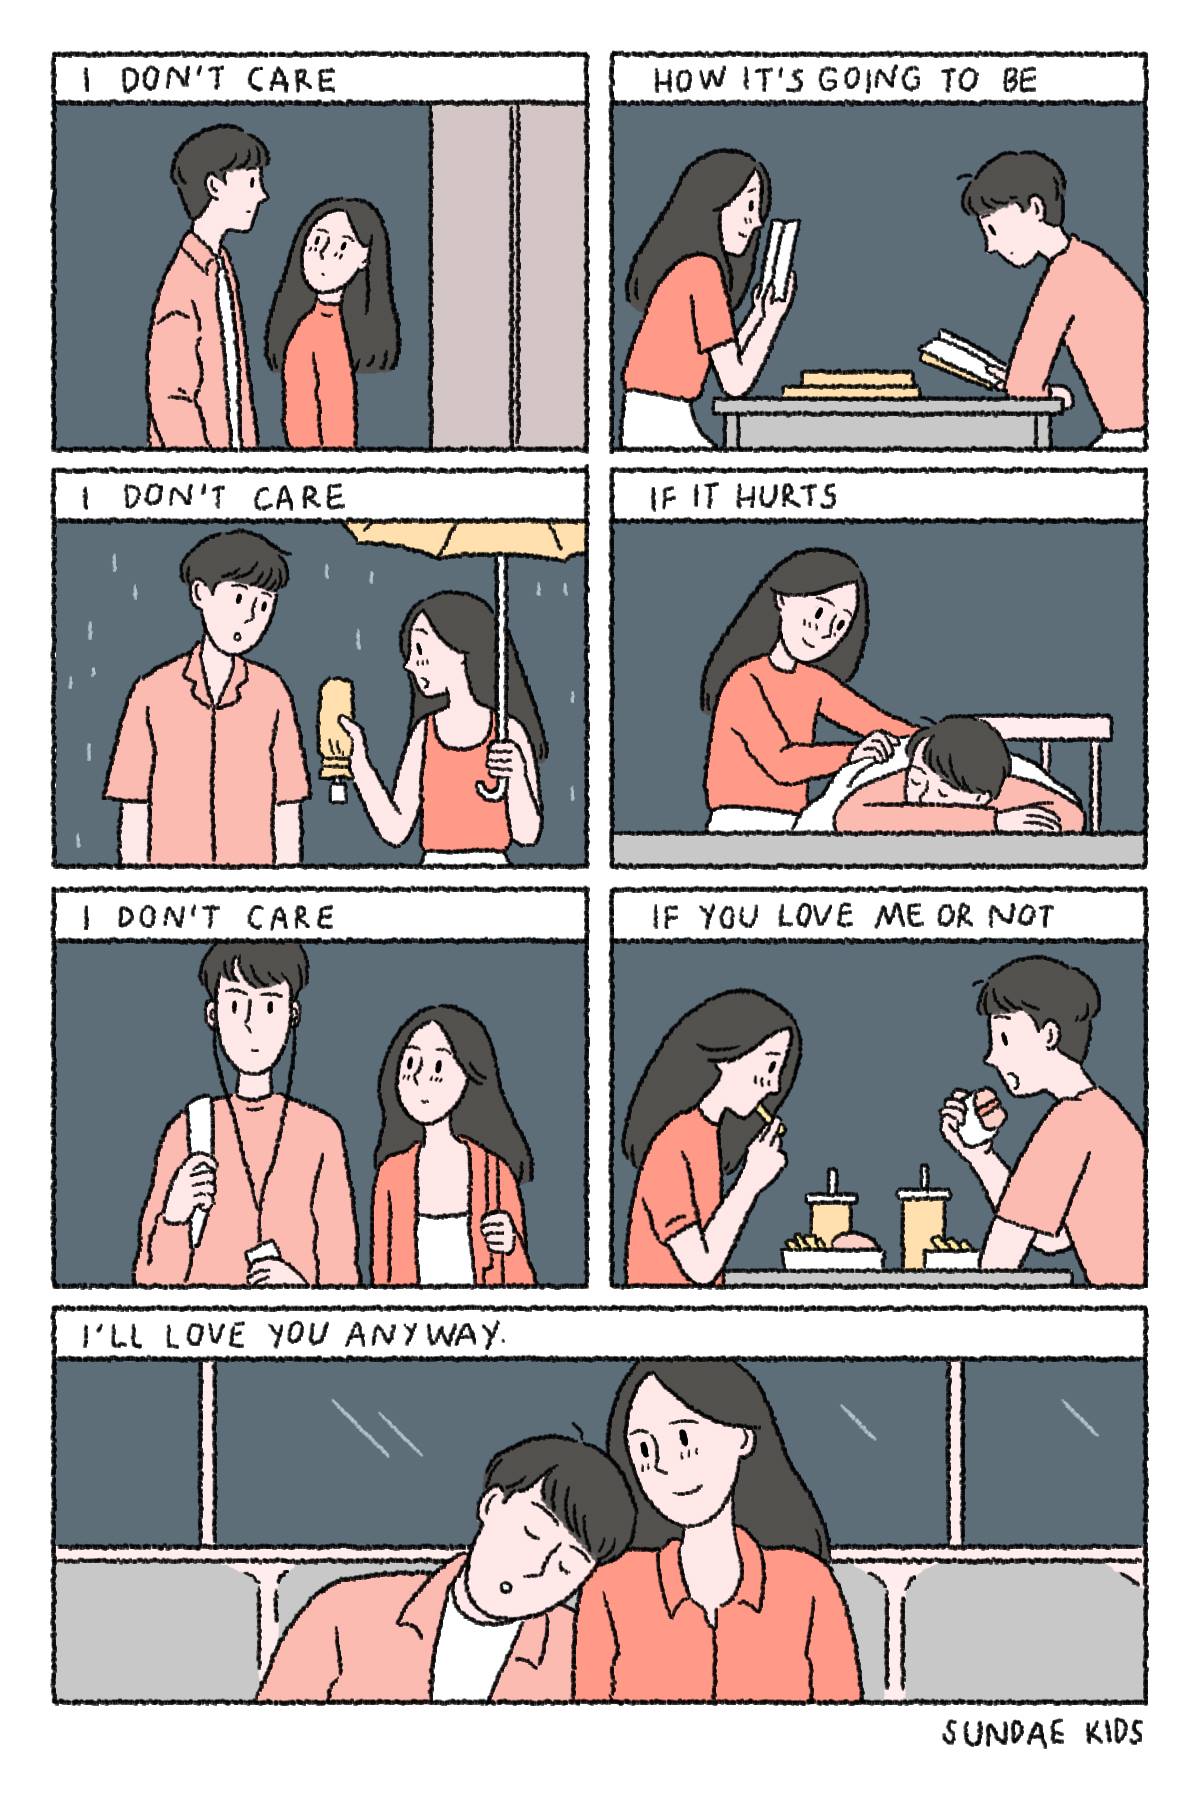 I DON'T CARE
HOW IT'S GOING TO BE
I DON'T CARE
IF IT HURTS
I DON'T CARE
IF YOU LOVE ME OR NOT
I'LL LOVE YOU ANYWAY.
SUNDAE KIDS